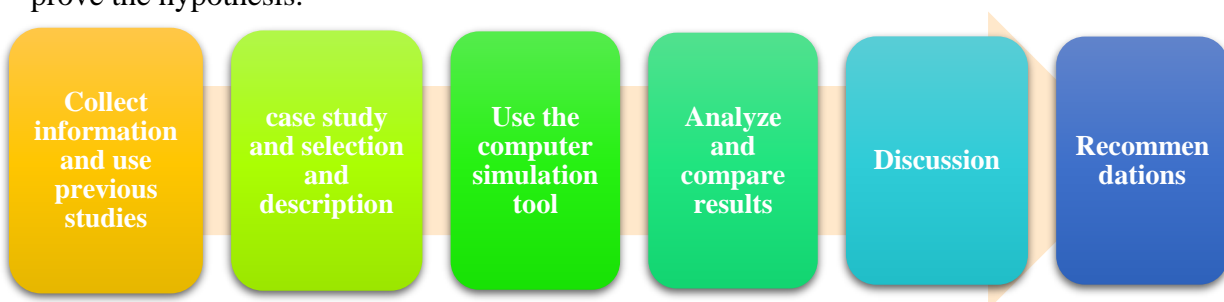 prove the hypothesis.
Collect
information
and use
previous
studies
case study
and selection
and
description
Use the
computer
simulation
tool
Analyze
and
compare
results
Discussion
Recommen
dations